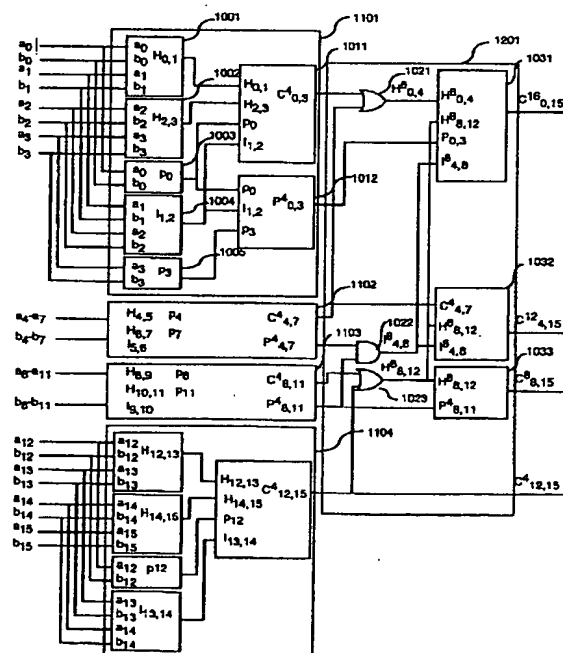 1001
1101
a0
b0
a1
b1
a2
b2
a3
b3
a0
b0
a1
b1
H0,1
1002
a2
b2
a3
b3
H2,3
1003
a0
b0
P0
a1
b1
a2
b2
I1,2
1004
a3
b3
P3
1005
1011
H0,1
H2,3
P0
I1,2
C⁴0,3
1012
P0
I1,2
P3
P⁴0,3
1201
1021
H⁸0,4
1031
H⁸0,4
H⁸8,12
P0,3
I⁸4,8
C¹⁶0,15
1102
a4-a7
b4-b7
H4,5 P4
H6,7 P7
I5,6
C⁴4,7
P⁴4,7
1103
a8-a11
b8-b11
H8,9 P8
H10,11 P11
I9,10
C⁴8,11
P⁴8,11
1022
I⁸4,8
H⁸8,12
1023
1032
C⁴4,7
H⁸8,12
I⁸4,8
C¹²4,15
1033
H⁸8,12
P⁴8,11
C⁸8,15
1104
a12
b12
a13
b13
a14
b14
a15
b15
a12
b12
a13
b13
H12,13
a14
b14
a15
b15
H14,15
a12
b12
P12
a13
b13
a14
b14
I13,14
H12,13
H14,15
P12
I13,14
C⁴12,15
C⁴12,15